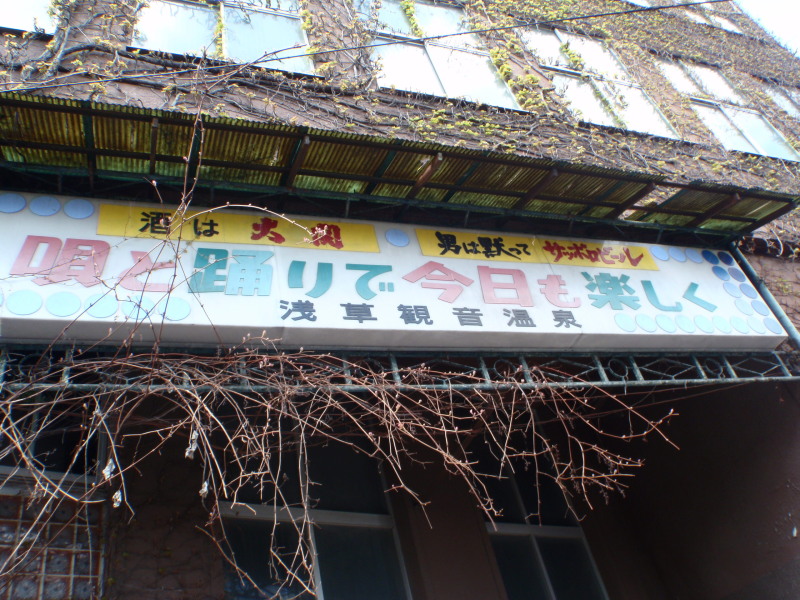 酒は 大関
男は黙って サッポロビール
唄と踊りで今日も楽しく
浅草観音温泉